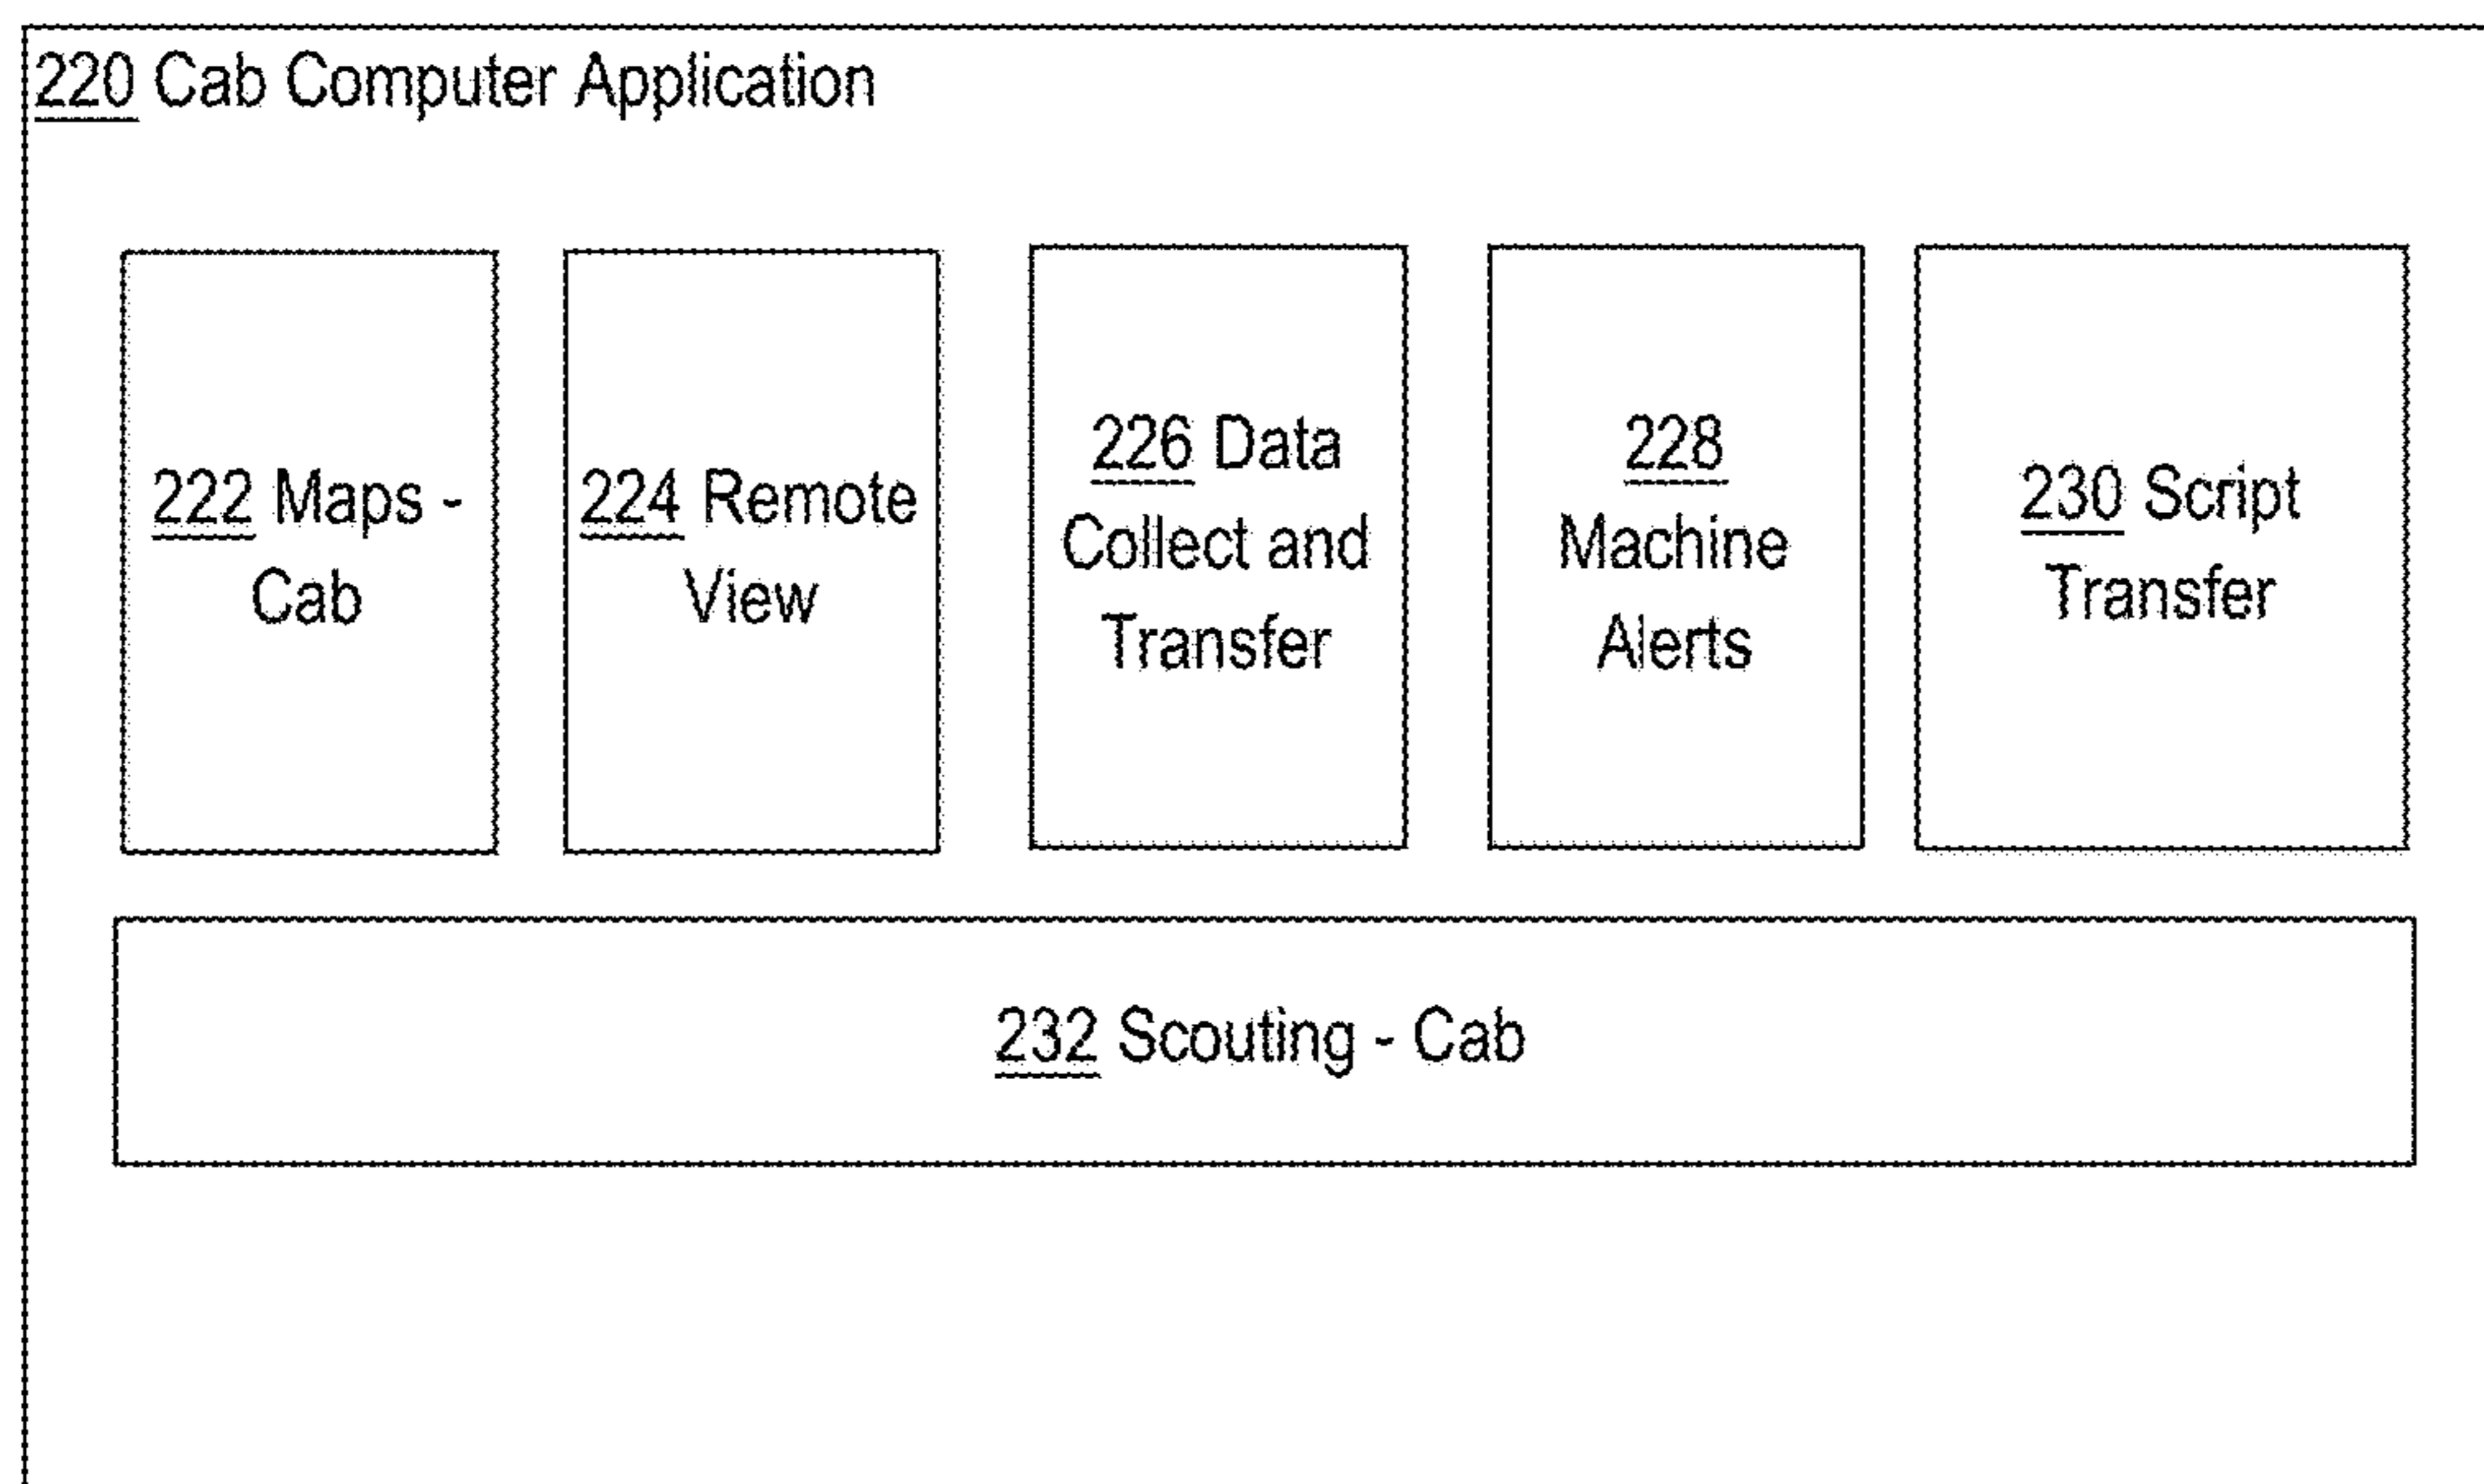 220 Cab Computer Application
222 Maps -
Cab
224 Remote
View
226 Data
Collect and
Transfer
228
Machine
Alerts
230 Script
Transfer
232 Scouting - Cab